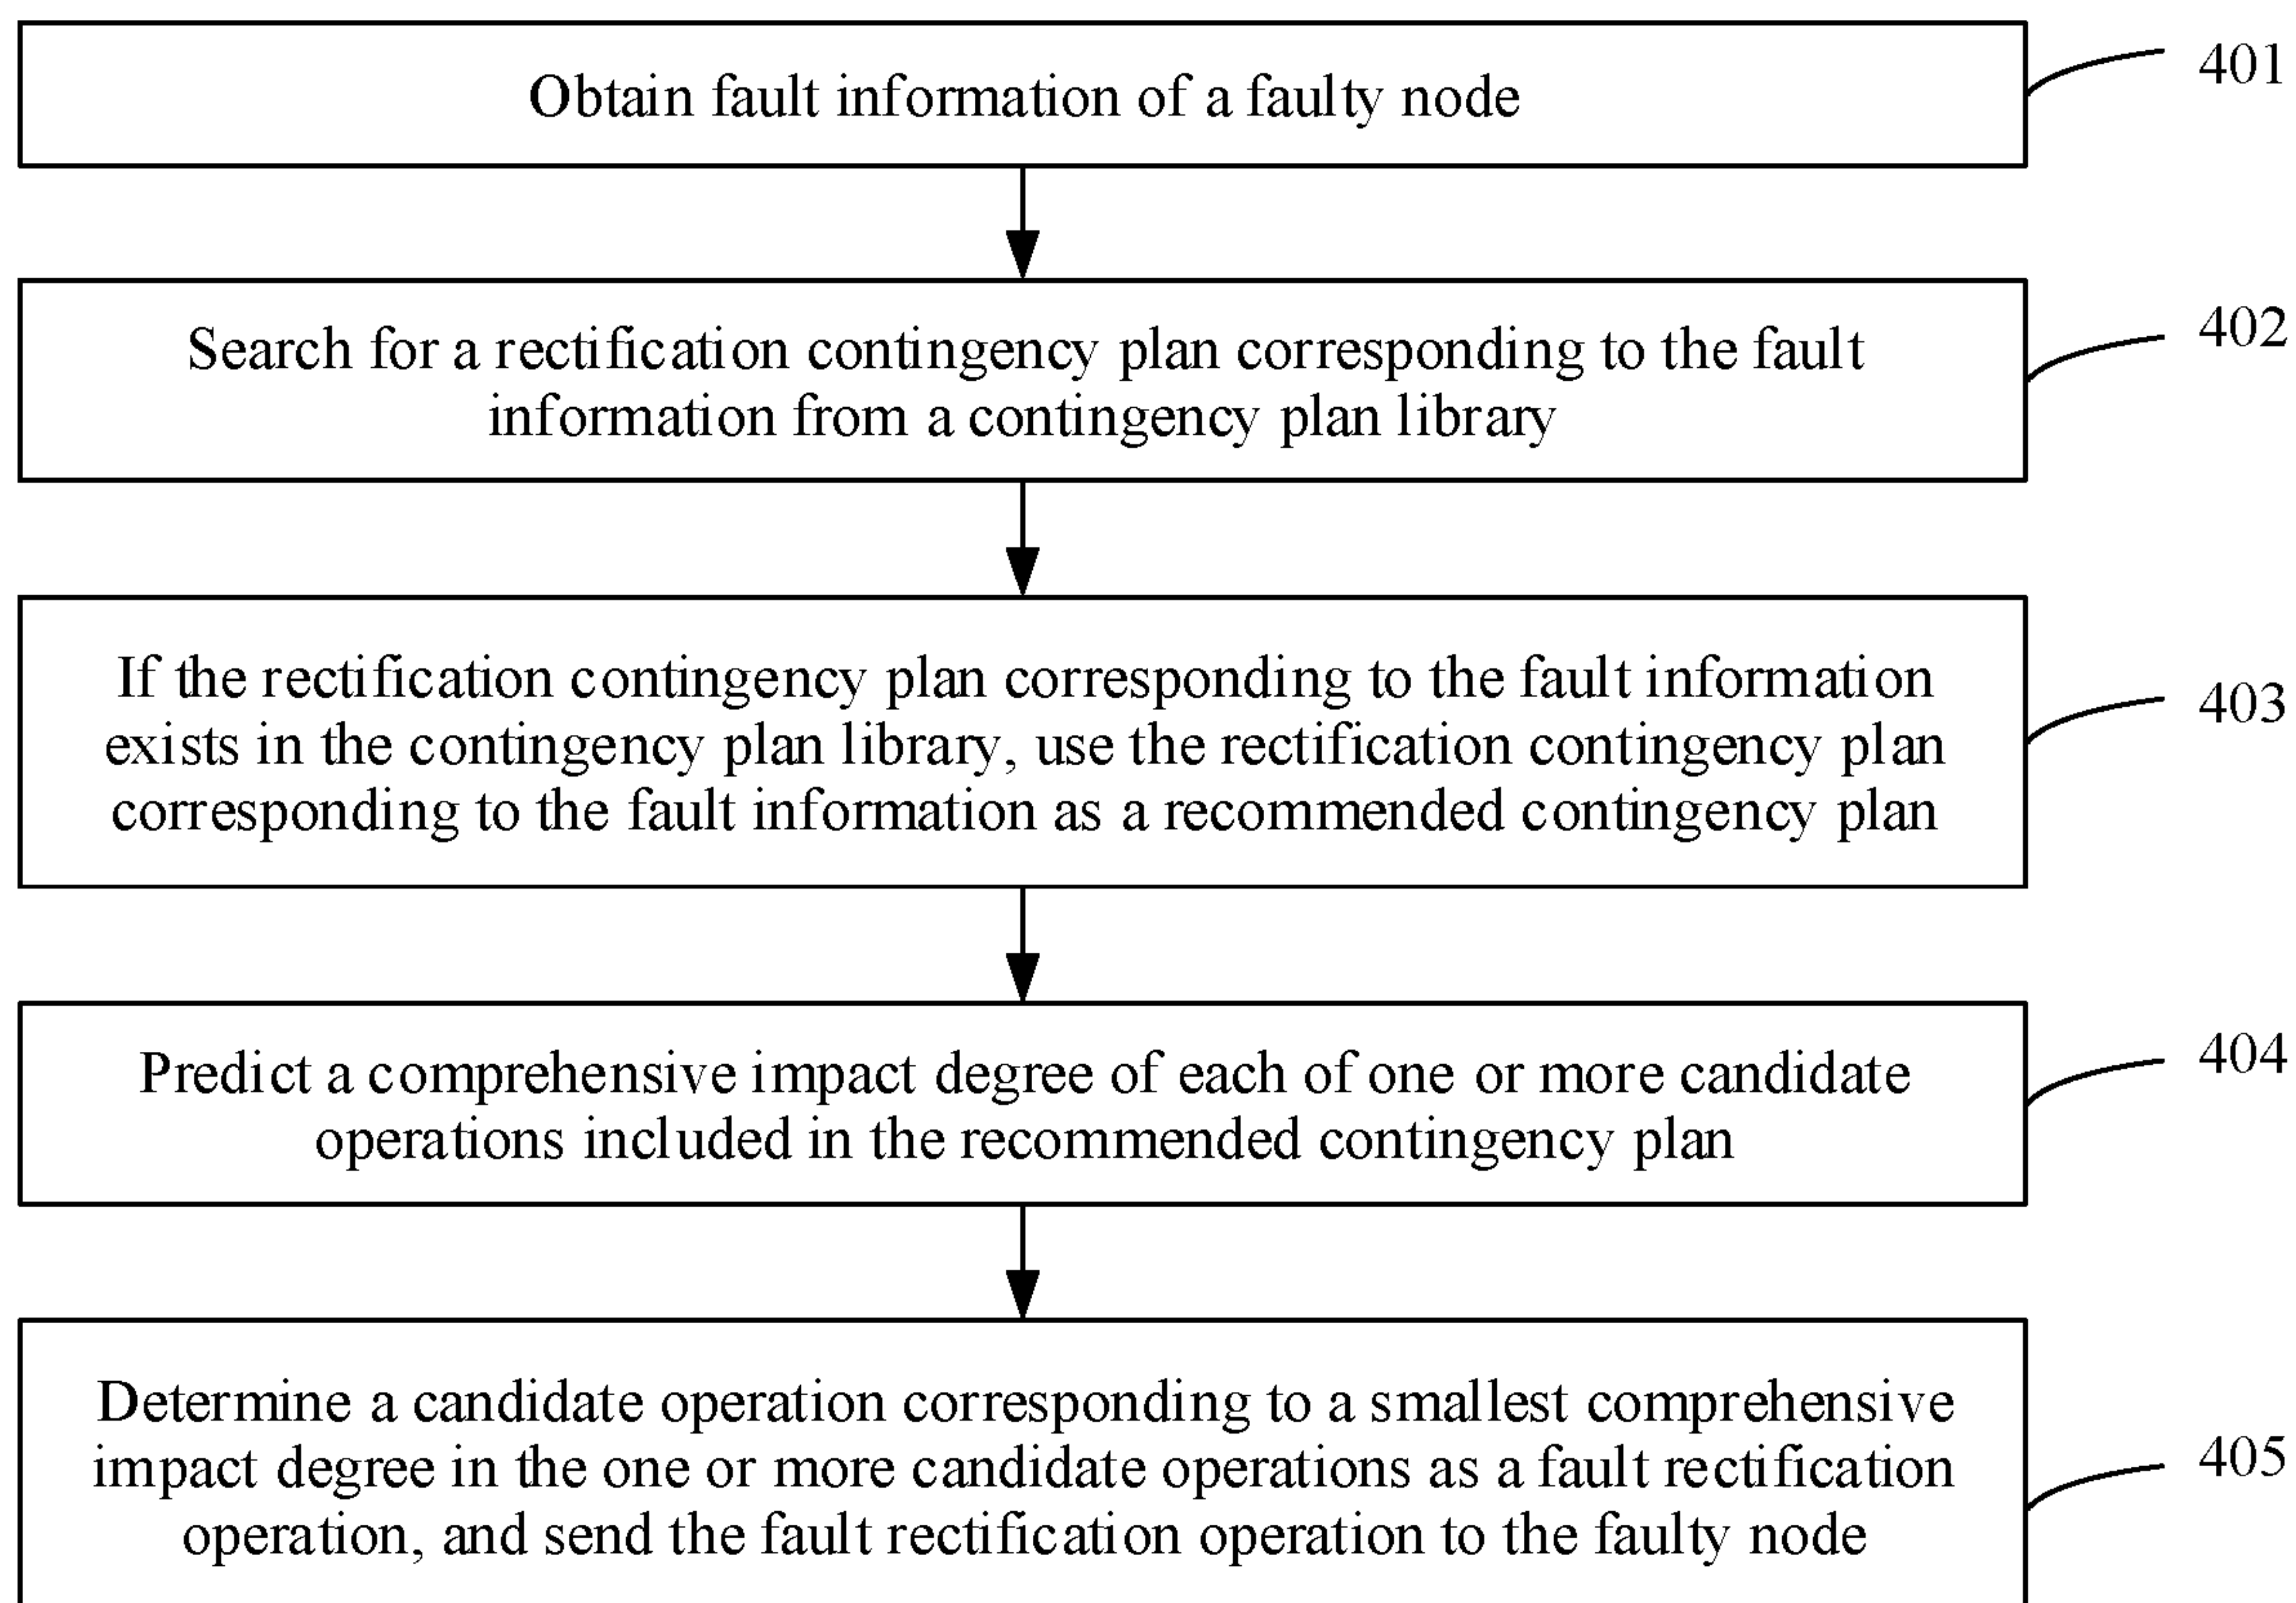 Obtain fault information of a faulty node
401
Search for a rectification contingency plan corresponding to the fault
information from a contingency plan library
402
If the rectification contingency plan corresponding to the fault information
exists in the contingency plan library, use the rectification contingency plan
corresponding to the fault information as a recommended contingency plan
403
Predict a comprehensive impact degree of each of one or more candidate
operations included in the recommended contingency plan
404
Determine a candidate operation corresponding to a smallest comprehensive
impact degree in the one or more candidate operations as a fault rectification
operation, and send the fault rectification operation to the faulty node
405